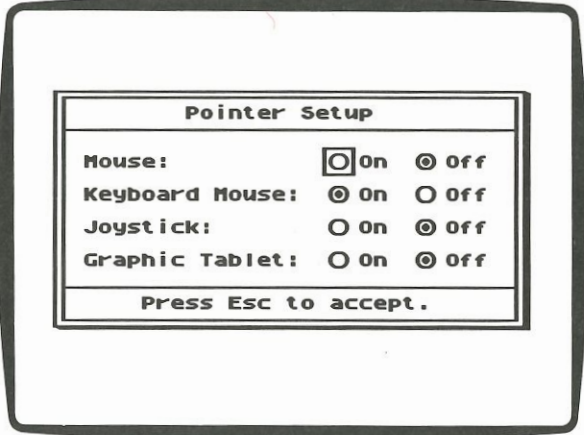 Pointer Setup
Mouse: On Off
Keyboard Mouse: On Off
Joystick: On Off
Graphic Tablet: On Off
Press Esc to accept.